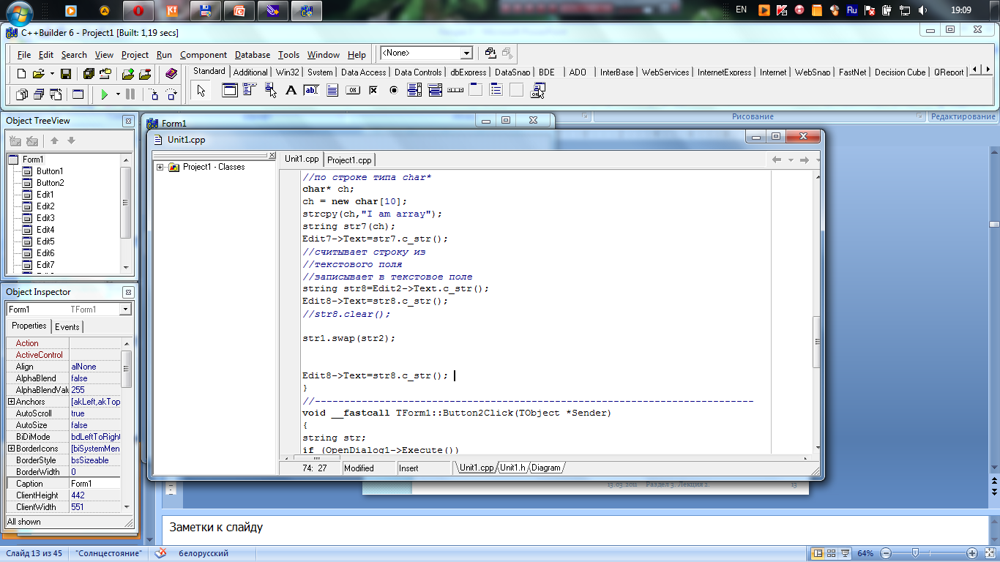 EN
Ru
19:09
C++Builder 6 - Project1 [Built: 1,19 secs]
File Edit Search View Project Run Component Database Tools Window Help
<None>
Standard Additional Win32 System Data Access Data Controls dbExpress DataSnap BDE ADO InterBase WebServices InternetExpress Internet WebSnap FastNet Decision Cube QReport
Object TreeView
Form1
Button1
Button2
Edit1
Edit2
Edit3
Edit4
Edit5
Edit6
Edit7
Object Inspector
Form1 TForm1
Properties Events
Action
ActiveControl
Align alNone
AlphaBlend false
AlphaBlendValu 255
Anchors [akLeft,akTop
AutoScroll true
AutoSize false
BiDiMode bdLeftToRight
BorderIcons [biSystemMen
BorderStyle bsSizeable
BorderWidth 0
Caption Form1
ClientHeight 442
ClientWidth 551
All shown
Form1
Рисование
Редактирование
Unit1.cpp
Project1 - Classes
Unit1.cpp Project1.cpp
//по строке типа char*
char* ch;
ch = new char[10];
strcpy(ch,"I am array");
string str7(ch);
Edit7->Text=str7.c_str();
//считывает строку из
//текстового поля
//записывает в текстовое поле
string str8=Edit2->Text.c_str();
Edit8->Text=str8.c_str();
//str8.clear();
str1.swap(str2);
Edit8->Text=str8.c_str();
}
//---------------------------------------------------------------------------
void __fastcall TForm1::Button2Click(TObject *Sender)
{
string str;
if (OpenDialog1->Execute())
74: 27 Modified Insert Unit1.cpp Unit1.h Diagram
13.03.2011 Раздел 3. Лекция 2. 13
Заметки к слайду
Слайд 13 из 45 "Солнцестояние" белорусский 64%